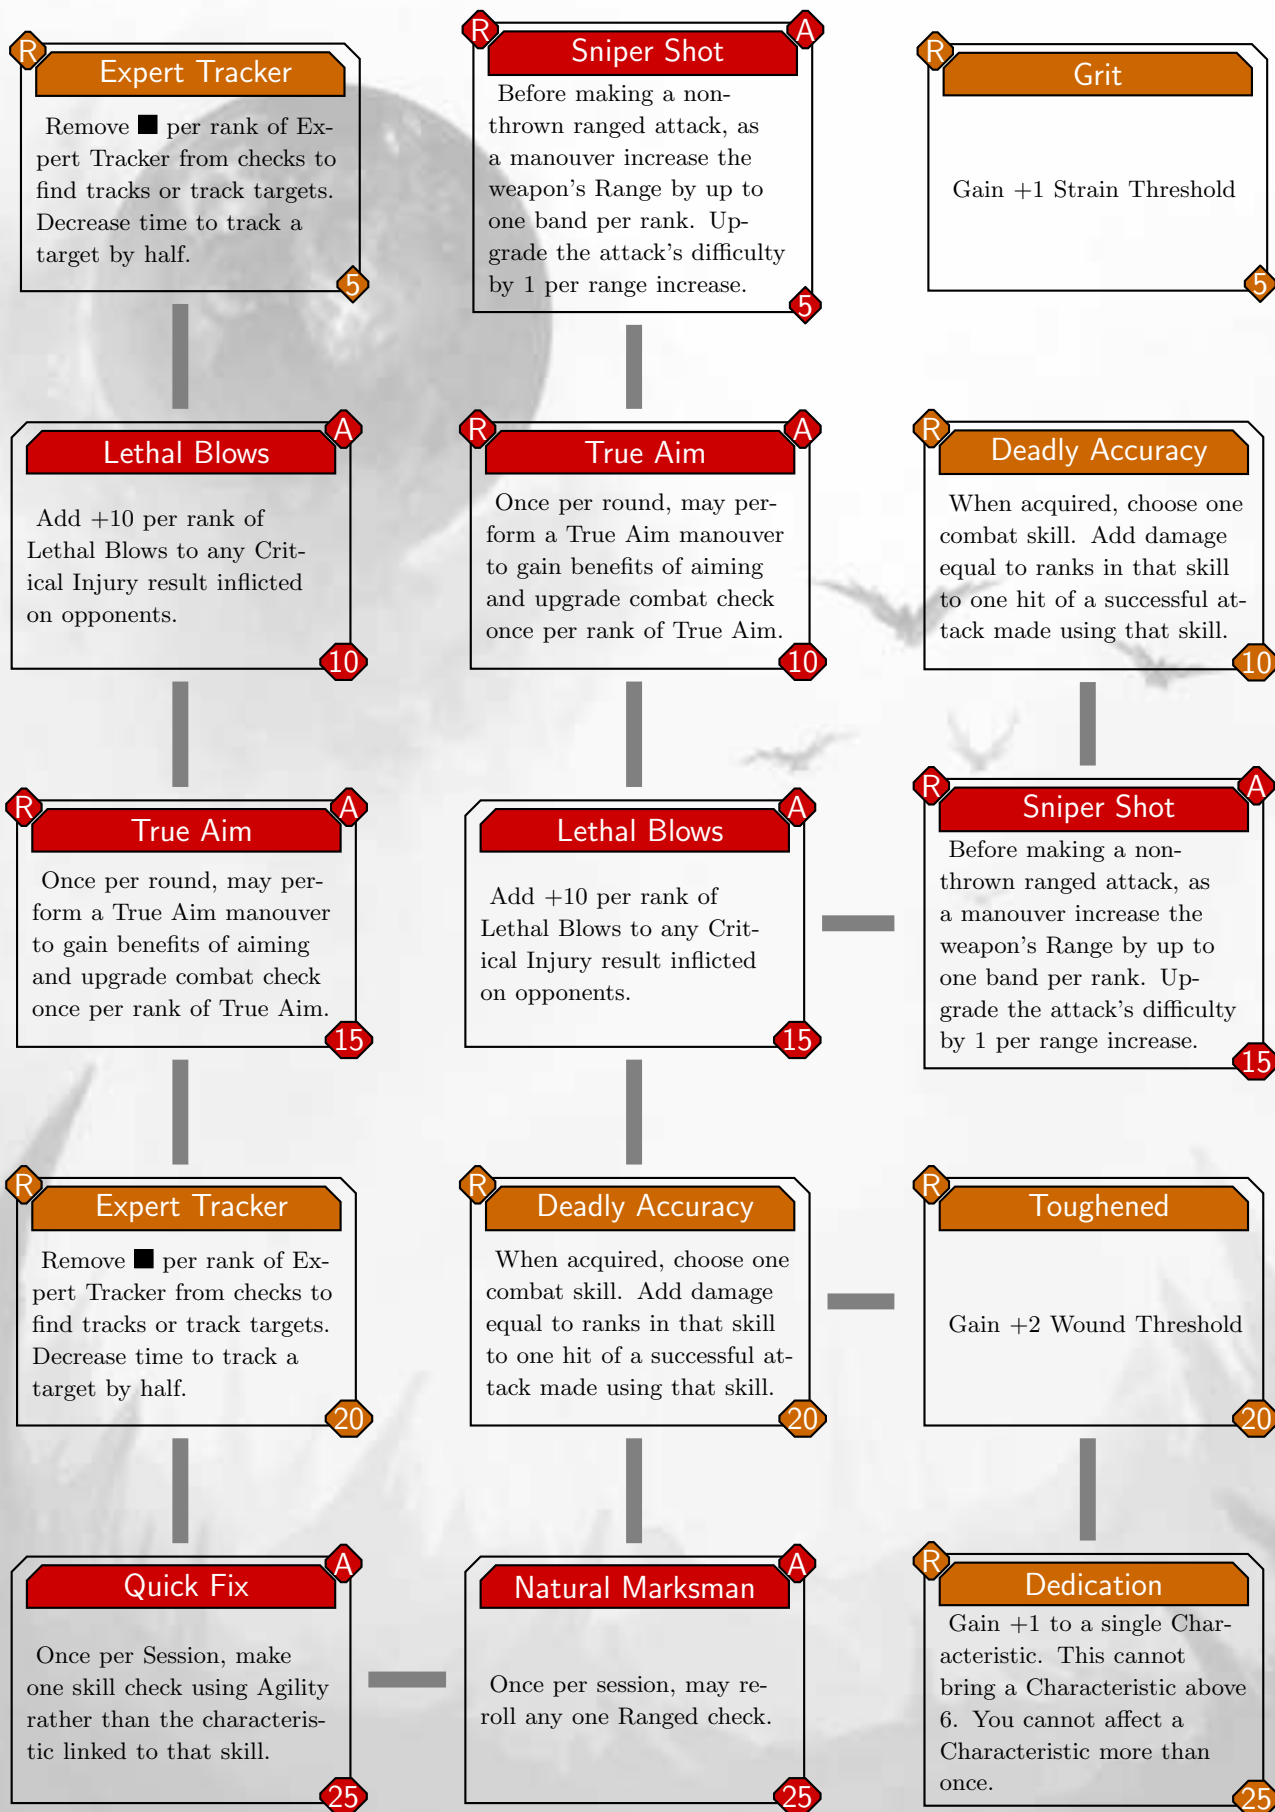 R
Expert Tracker
Remove ■ per rank of Ex-
pert Tracker from checks to
find tracks or track targets.
Decrease time to track a
target by half.
5
R
A
Sniper Shot
Before making a non-
thrown ranged attack, as
a manouver increase the
weapon's Range by up to
one band per rank. Up-
grade the attack's difficulty
by 1 per range increase.
5
R
Grit
Gain +1 Strain Threshold
5
A
Lethal Blows
Add +10 per rank of
Lethal Blows to any Crit-
ical Injury result inflicted
on opponents.
10
R
A
True Aim
Once per round, may per-
form a True Aim manouver
to gain benefits of aiming
and upgrade combat check
once per rank of True Aim.
10
R
Deadly Accuracy
When acquired, choose one
combat skill. Add damage
equal to ranks in that skill
to one hit of a successful at-
tack made using that skill.
10
R
A
True Aim
Once per round, may per-
form a True Aim manouver
to gain benefits of aiming
and upgrade combat check
once per rank of True Aim.
15
A
Lethal Blows
Add +10 per rank of
Lethal Blows to any Crit-
ical Injury result inflicted
on opponents.
15
R
A
Sniper Shot
Before making a non-
thrown ranged attack, as
a manouver increase the
weapon's Range by up to
one band per rank. Up-
grade the attack's difficulty
by 1 per range increase.
15
R
Expert Tracker
Remove ■ per rank of Ex-
pert Tracker from checks to
find tracks or track targets.
Decrease time to track a
target by half.
20
R
Deadly Accuracy
When acquired, choose one
combat skill. Add damage
equal to ranks in that skill
to one hit of a successful at-
tack made using that skill.
20
R
Toughened
Gain +2 Wound Threshold
20
A
Quick Fix
Once per Session, make
one skill check using Agility
rather than the characteris-
tic linked to that skill.
25
A
Natural Marksman
Once per session, may re-
roll any one Ranged check.
25
R
Dedication
Gain +1 to a single Char-
acteristic. This cannot
bring a Characteristic above
6. You cannot affect a
Characteristic more than
once.
25